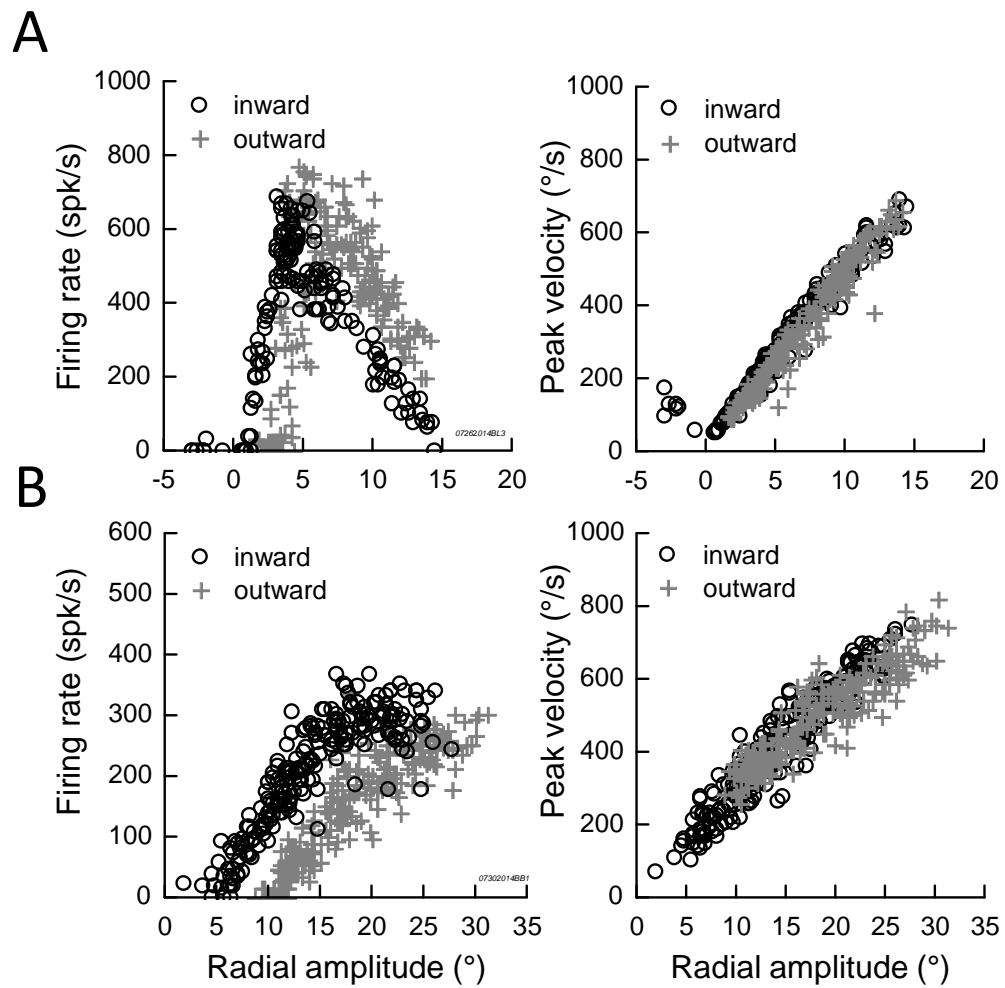 A
Firing rate (spk/s)
1000
800
600
400
200
0
inward
outward
07262014BL3
-5 0 5 10 15 20
Peak velocity (°/s)
1000
800
600
400
200
0
inward
outward
-5 0 5 10 15 20
B
Firing rate (spk/s)
600
500
400
300
200
100
0
inward
outward
07302014BB1
0 5 10 15 20 25 30 35
Radial amplitude (°)
Peak velocity (°/s)
1000
800
600
400
200
0
inward
outward
0 5 10 15 20 25 30 35
Radial amplitude (°)